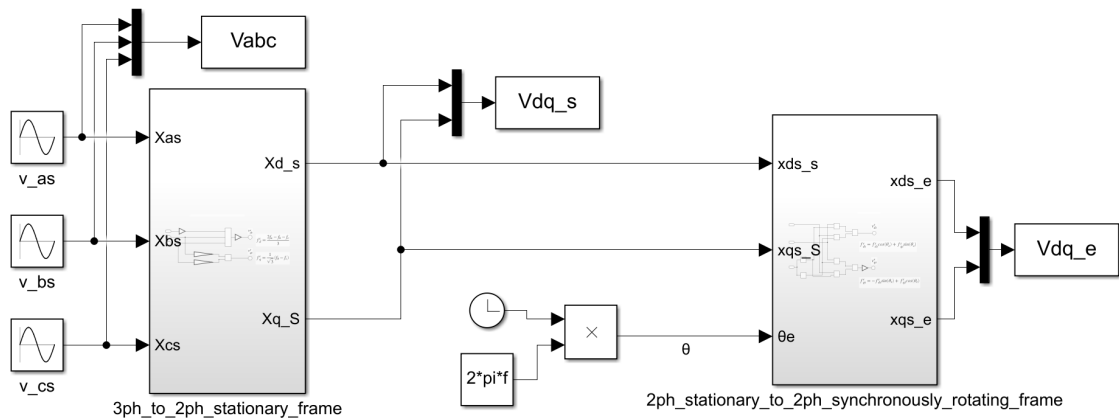 Vabc
Vdq_s
v_as
v_bs
v_cs
Xas
Xbs
Xcs
Xd_s
Xq_S
3ph_to_2ph_stationary_frame
2*pi*f
×
θ
xds_s
xqs_S
θe
xds_e
xqs_e
2ph_stationary_to_2ph_synchronously_rotating_frame
Vdq_e